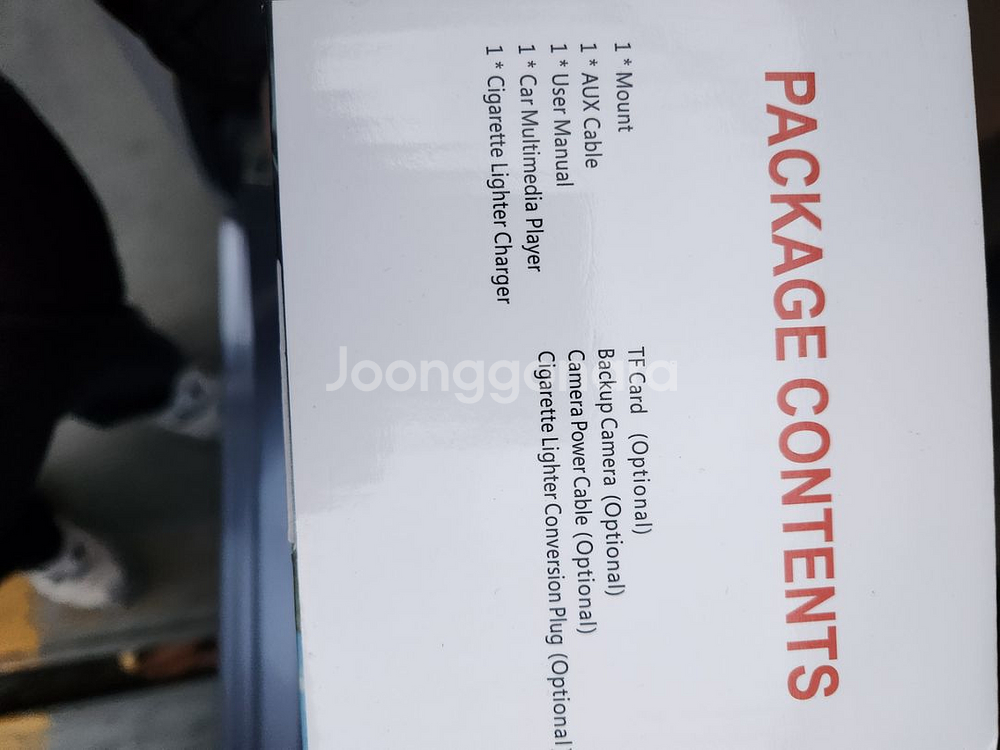 PACKAGE CONTENTS
1 * Mount
1 * AUX Cable
1 * User Manual
1 * Car Multimedia Player
1 * Cigarette Lighter Charger
TF Card (Optional)
Backup Camera (Optional)
Camera Power Cable (Optional)
Cigarette Lighter Conversion Plug (Optional)
Joonggonara